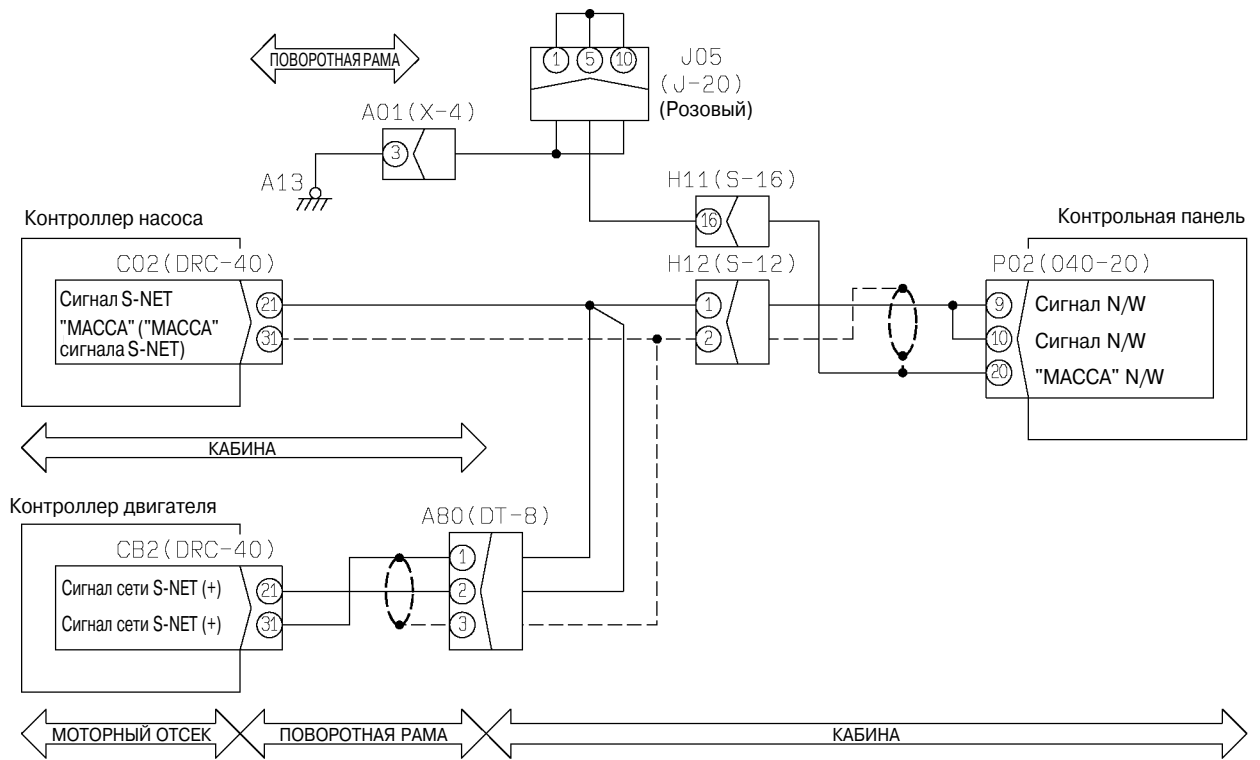 1 5 10
J05
(J-20)
(Розовый)
ПОВОРОТНАЯ РАМА
A01(X-4)
3
A13
H11(S-16)
16
Контроллер насоса
Контрольная панель
C02(DRC-40)
H12(S-12)
P02(040-20)
Сигнал S-NET
21
1
9
Сигнал N/W
"МАССА" ("МАССА"
сигнала S-NET)
31
2
10
Сигнал N/W
20
"МАССА" N/W
КАБИНА
Контроллер двигателя
A80(DT-8)
CB2(DRC-40)
1
Сигнал сети S-NET (+)
21
2
Сигнал сети S-NET (+)
31
3
МОТОРНЫЙ ОТСЕК
ПОВОРОТНАЯ РАМА
КАБИНА